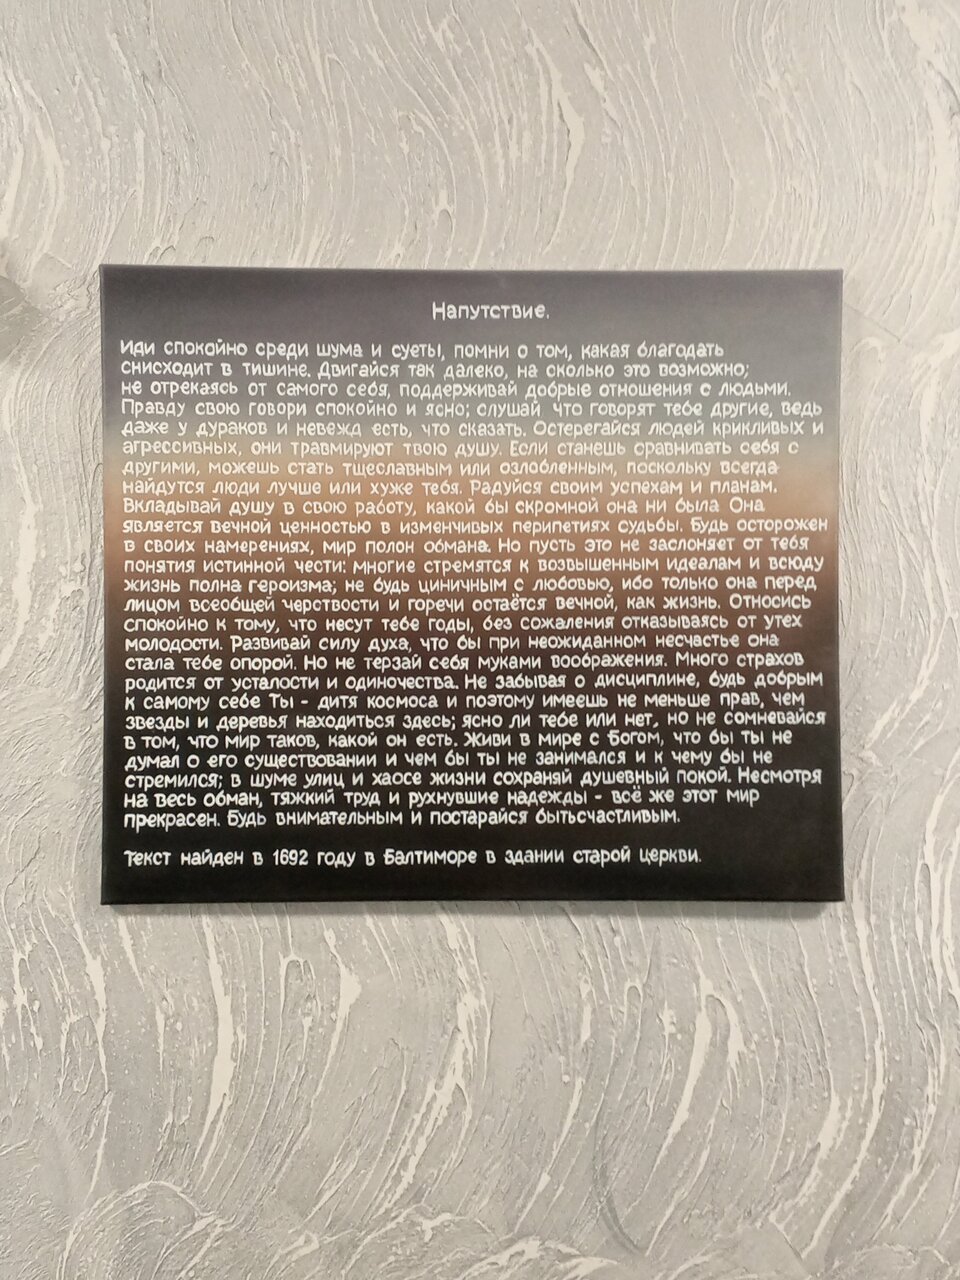 Напутствие.
Иди спокойно среди шума и суеты, помни о том, какая благодать
снисходит в тишине. Двигайся так далеко, на сколько это возможно;
не отрекаясь от самого себя, поддерживай добрые отношения с людьми.
Правду свою говори спокойно и ясно; слушай что говорят тебе другие, ведь
даже у дураков и невежд есть, что сказать. Остерегайся людей крикливых и
агрессивных, они травмируют твою душу. Если станешь сравнивать себя с
другими, можешь стать тщеславным или озлобленным, поскольку всегда
найдутся люди лучше или хуже тебя. Радуйся своим успехам и планам.
Вкладывай душу в свою работу, какой бы скромной она ни была Она
является вечной ценностью в изменчивых перипетиях судьбы. Будь осторожен
в своих намерениях, мир полон обмана. Но пусть это не заслоняет от тебя
понятия истинной чести: многие стремятся к возвышенным идеалам и всюду
жизнь полна героизма; не будь циничным с любовью, ибо только она перед
лицом всеобщей черствости и горечи остаётся вечной, как жизнь. Относись
спокойно к тому, что несут тебе годы, без сожаления отказываясь от утех
молодости. Развивай силу духа, что бы при неожиданном несчастье она
стала тебе опорой. Но не терзай себя муками воображения. Много страхов
родится от усталости и одиночества. Не забывая о дисциплине, будь добрым
к самому себе Ты - дитя космоса и поэтому имеешь не меньше прав, чем
звезды и деревья находиться здесь; ясно ли тебе или нет, но не сомневайся
в том, что мир таков, какой он есть. Живи в мире с Богом, что бы ты не
думал о его существовании и чем бы ты не занимался и к чему бы не
стремился; в шуме улиц и хаосе жизни сохраняй душевный покой. Несмотря
на весь обман, тяжкий труд и рухнувшие надежды - всё же этот мир
прекрасен. Будь внимательным и постарайся бытьсчастливым.
Текст найден в 1692 году в Балтиморе в здании старой церкви.